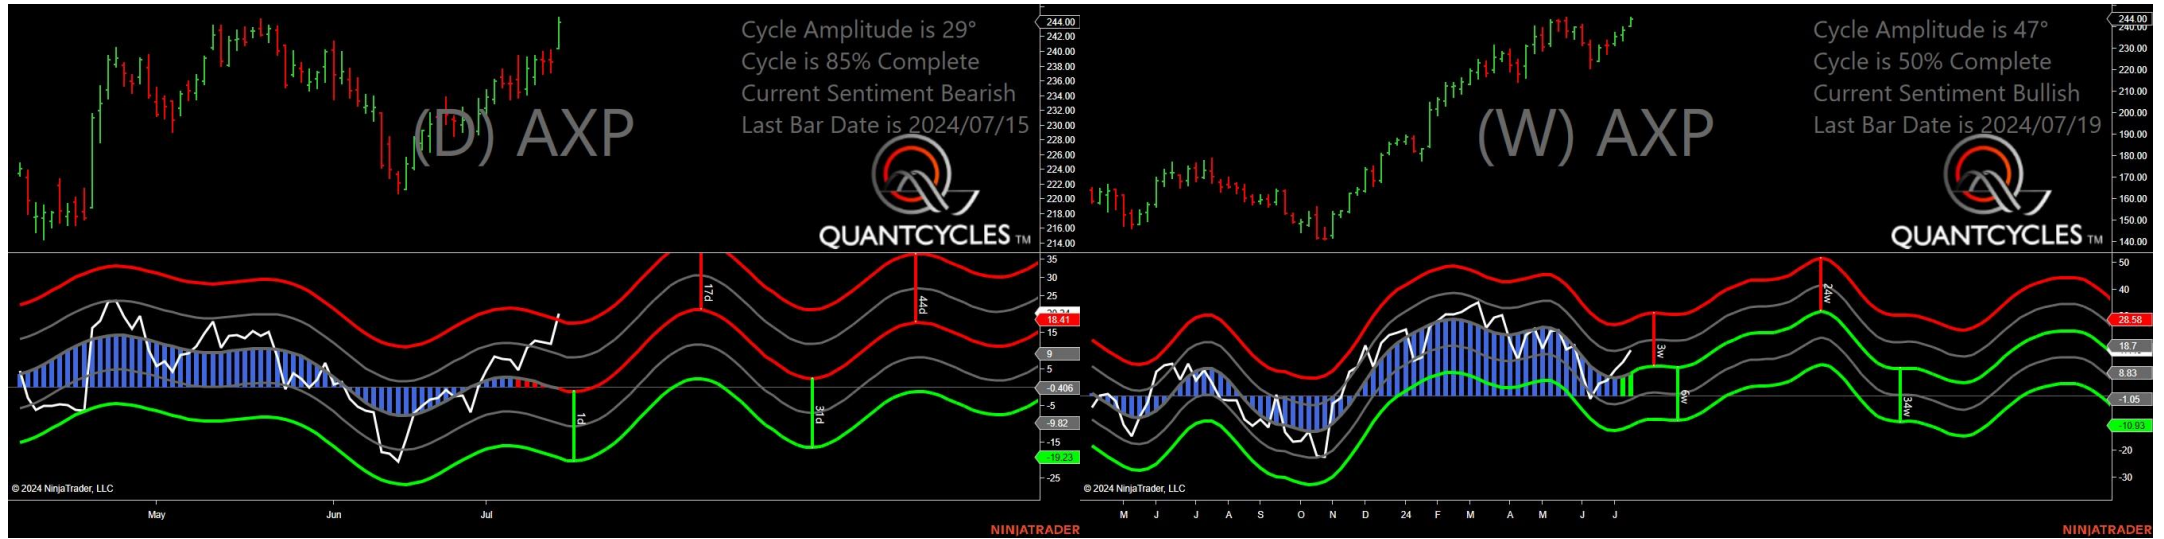 Cycle Amplitude is 29°
Cycle is 85% Complete
Current Sentiment Bearish
Last Bar Date is 2024/07/15
(D) AXP
QUANTCYCLES TM
244.00
242.00
240.00
238.00
236.00
234.00
232.00
230.00
228.00
226.00
224.00
222.00
220.00
218.00
216.00
214.00
35
30
25
18.41
15
9
5
-0.406
-5
-9.82
-15
-19.23
-25
17d
44d
1d
31d
© 2024 NinjaTrader, LLC
May Jun Jul
NINJATRADER
Cycle Amplitude is 47°
Cycle is 50% Complete
Current Sentiment Bullish
Last Bar Date is 2024/07/19
(W) AXP
QUANTCYCLES TM
244.00
240.00
230.00
220.00
210.00
200.00
190.00
180.00
170.00
160.00
150.00
140.00
50
40
28.58
18.7
8.83
-1.05
-10.93
-20
-30
3w
24w
6w
34w
© 2024 NinjaTrader, LLC
M J J A S O N D 24 F M A M J J
NINJATRADER